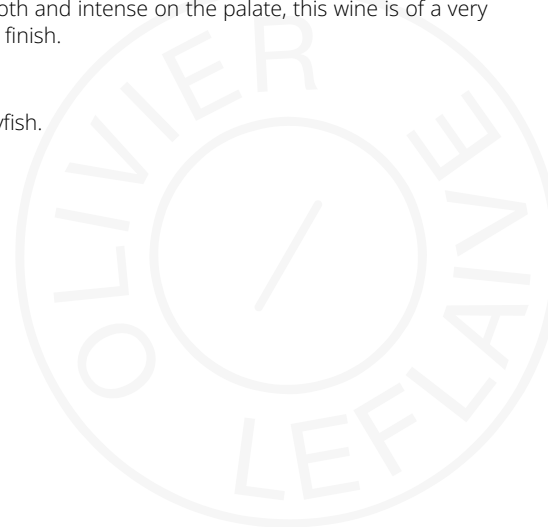 oth and intense on the palate, this wine is of a very
finish.
yfish.
OLIVIER LEFLAIVE